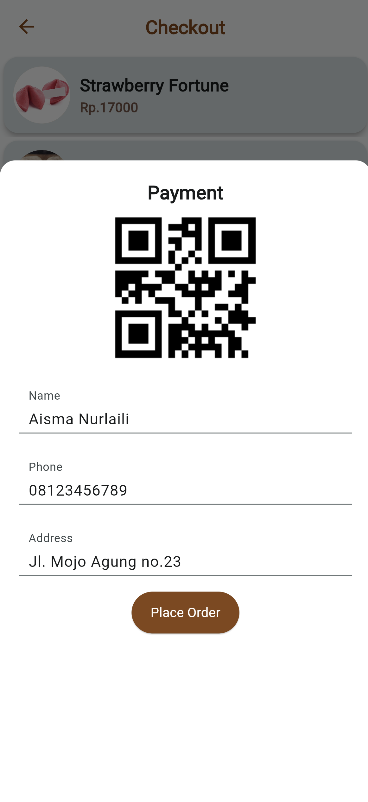 Checkout
Strawberry Fortune
Rp.17000
Payment
Name
Aisma Nurlaili
Phone
08123456789
Address
Jl. Mojo Agung no.23
Place Order